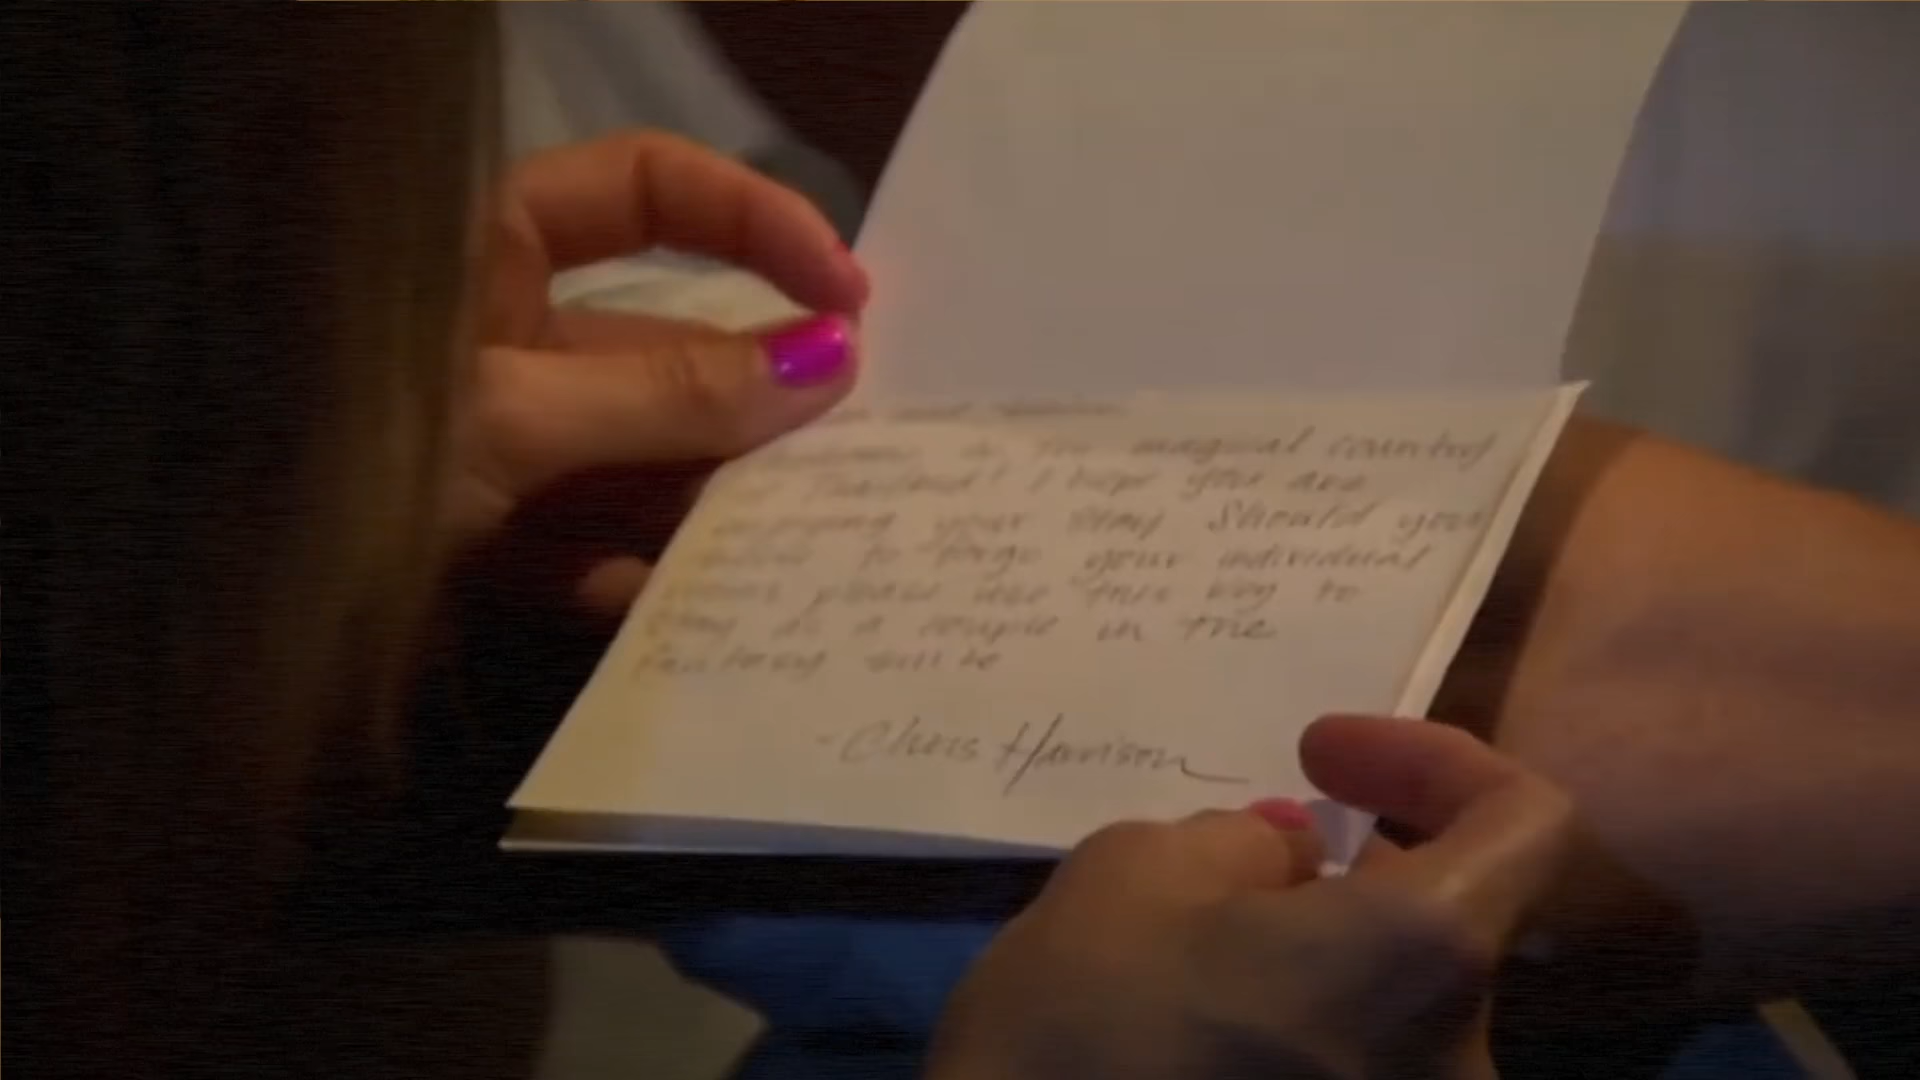 to the magical country
of Thailand! I hope you are
enjoying your stay. Should you
to forgo your individual
rooms please use this key to
stay as a couple in the
fantasy suite
- Chris Harrison